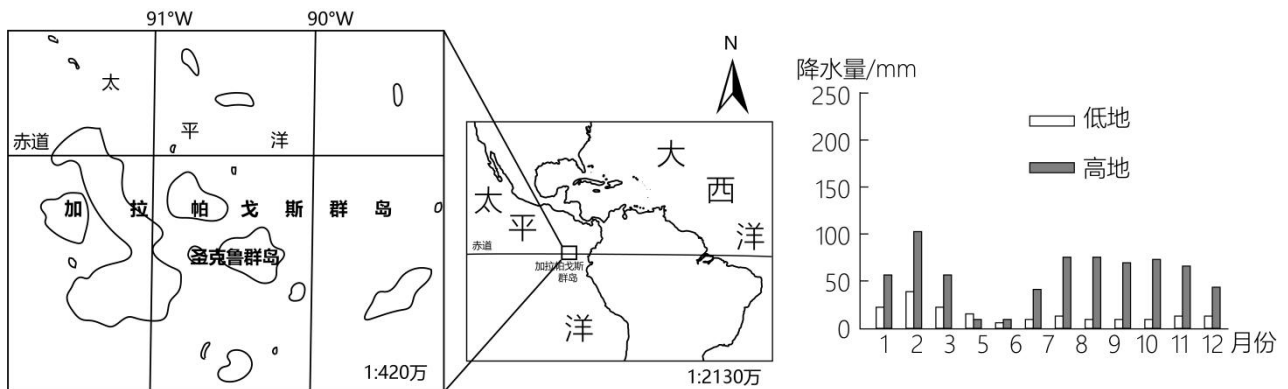 91°W 90°W
太
平
洋
赤道
加拉帕戈斯群岛
圣克鲁群岛
1:420万
N
大
西
洋
太
平
洋
赤道
加拉帕戈斯
群岛
1:2130万
降水量/mm
250
200
150
100
50
0
低地
高地
1 2 3 5 6 7 8 9 10 11 12 月份